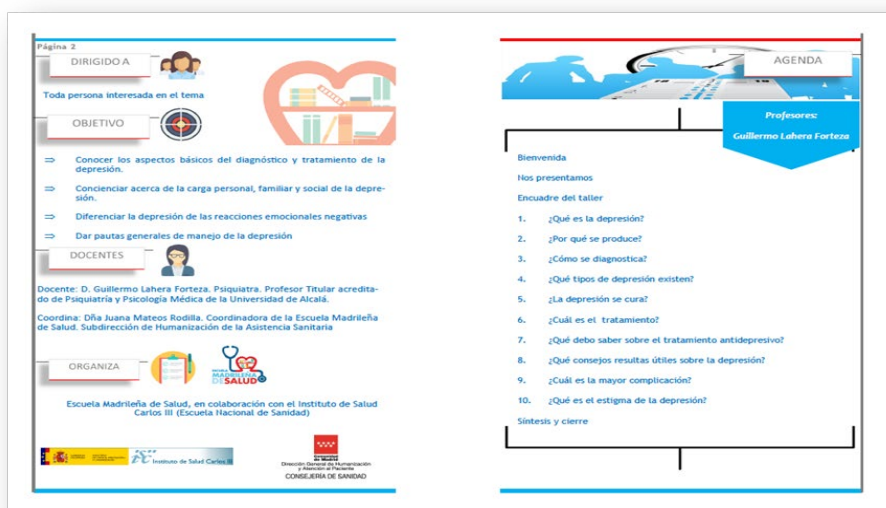 Página 2
DIRIGIDO A
Toda persona interesada en el tema
OBJETIVO
⇒ Conocer los aspectos básicos del diagnóstico y tratamiento de la
depresión.
⇒ Concienciar acerca de la carga personal, familiar y social de la depre-
sión.
⇒ Diferenciar la depresión de las reacciones emocionales negativas
⇒ Dar pautas generales de manejo de la depresión
DOCENTES
Docente: D. Guillermo Lahera Forteza. Psiquiatra. Profesor Titular acredita-
do de Psiquiatría y Psicología Médica de la Universidad de Alcalá.
Coordina: Dña Juana Mateos Rodilla. Coordinadora de la Escuela Madrileña
de Salud. Subdirección de Humanización de la Asistencia Sanitaria
ORGANIZA
ESCUELA
MADRILEÑA
DE SALUD
Escuela Madrileña de Salud, en colaboración con el Instituto de Salud
Carlos III (Escuela Nacional de Sanidad)
Instituto de Salud Carlos III
Comunidad
de Madrid
Dirección General de Humanización
y Atención al Paciente
CONSEJERÍA DE SANIDAD
AGENDA
Profesores:
Guillermo Lahera Forteza
Bienvenida
Nos presentamos
Encuadre del taller
1. ¿Qué es la depresión?
2. ¿Por qué se produce?
3. ¿Cómo se diagnostica?
4. ¿Qué tipos de depresión existen?
5. ¿La depresión se cura?
6. ¿Cuál es el tratamiento?
7. ¿Qué debo saber sobre el tratamiento antidepresivo?
8. ¿Qué consejos resultas útiles sobre la depresión?
9. ¿Cuál es la mayor complicación?
10. ¿Qué es el estigma de la depresión?
Síntesis y cierre